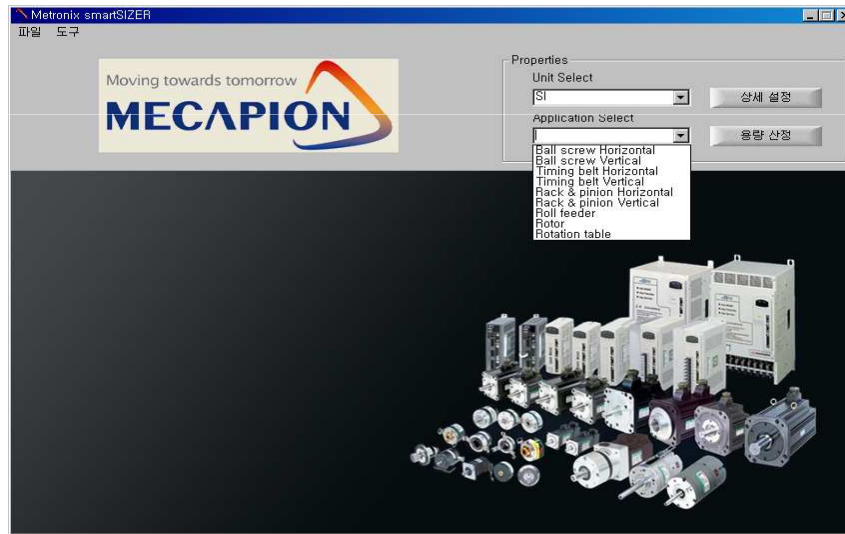 Metronix smartSIZER
파일 도구
Moving towards tomorrow
MECAPION
Properties
Unit Select
SI
상세 설정
Application Select
용량 산정
Ball screw Horizontal
Ball screw Vertical
Timing belt Horizontal
Timing belt Vertical
Rack & pinion Horizontal
Rack & pinion Vertical
Roll feeder
Rotor
Rotation table